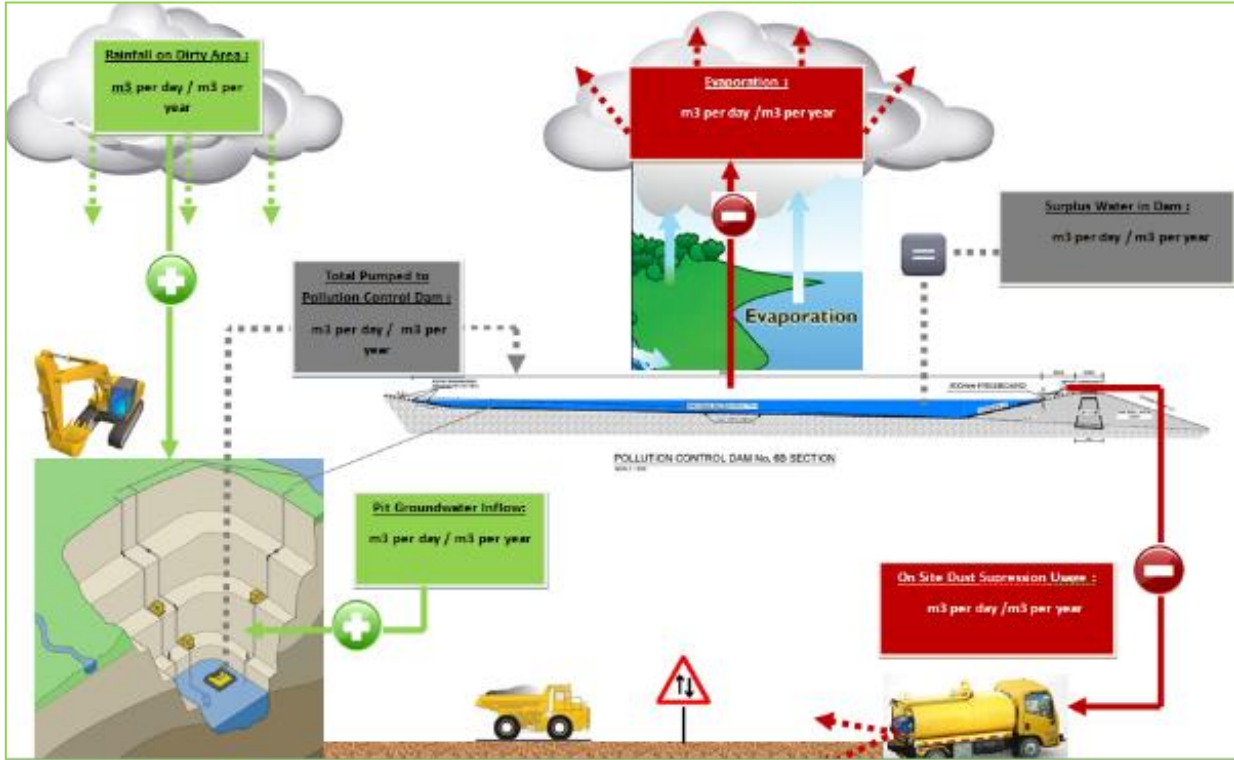 Rainfall on Dirty Area :
m3 per day / m3 per
year
Evaporation :
m3 per day /m3 per year
Surplus Water in Dam :
m3 per day / m3 per year
Total Pumped to
Pollution Control Dam :
m3 per day / m3 per
year
Evaporation
POLLUTION CONTROL DAM No. 6B SECTION
Pit Groundwater Inflow:
m3 per day / m3 per year
On Site Dust Supression Usage :
m3 per day /m3 per year